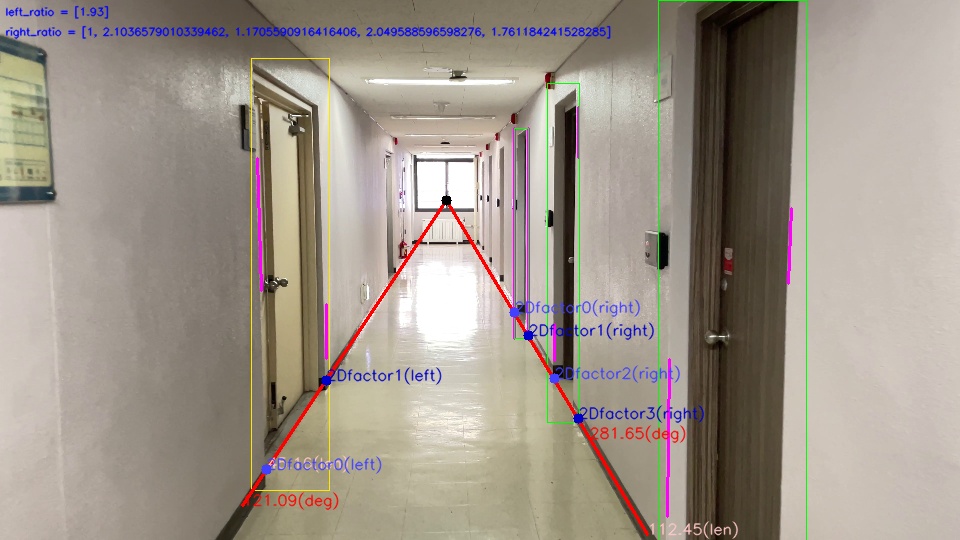 left_ratio = [1.93]
right_ratio = [1, 2.1036579010339462, 1.1705590916416406, 2.049588596598276, 1.761184241528285]
2Dfactor0(right)
2Dfactor1(right)
2Dfactor2(right)
2Dfactor1(left)
2Dfactor3(right)
281.65(deg)
2Dfactor0(left)
121.09(deg)
112.45(len)